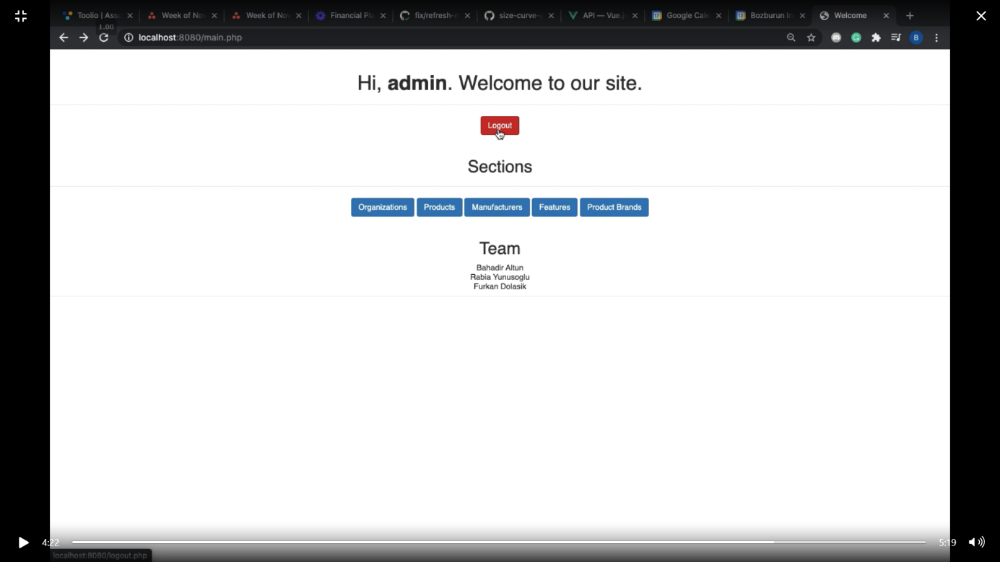 Toolio | Ass
Week of No
Week of No
Financial Pla
fix/refresh-
size-curve-
API — Vue.j
Google Cale
Bozburun In
Welcome
1.00
localhost:8080/main.php
B
Hi, admin. Welcome to our site.
Logout
Sections
Organizations Products Manufacturers Features Product Brands
Team
Bahadir Altun
Rabia Yunusoglu
Furkan Dolasik
4:22
5:19
localhost:8080/logout.php